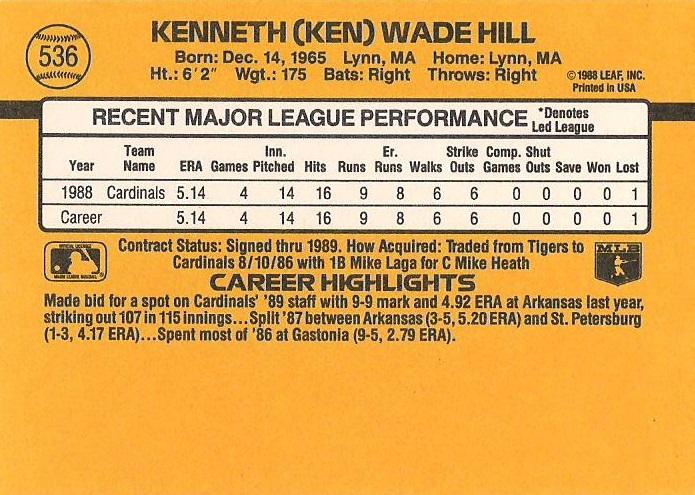 536
KENNETH (KEN) WADE HILL
Born: Dec. 14, 1965 Lynn, MA Home: Lynn, MA
Ht.: 6' 2" Wgt.: 175 Bats: Right Throws: Right
©1988 LEAF, INC.
Printed in USA
RECENT MAJOR LEAGUE PERFORMANCE *Denotes Led League
Year Team Name ERA Games Inn. Pitched Hits Runs Er. Runs Walks Strike Outs Comp. Games Shut Outs Save Won Lost
1988 Cardinals 5.14 4 14 16 9 8 6 6 0 0 0 0 1
Career 5.14 4 14 16 9 8 6 6 0 0 0 0 1
Contract Status: Signed thru 1989. How Acquired: Traded from Tigers to
Cardinals 8/10/86 with 1B Mike Laga for C Mike Heath
MLB
CAREER HIGHLIGHTS
Made bid for a spot on Cardinals' '89 staff with 9-9 mark and 4.92 ERA at Arkansas last year,
striking out 107 in 115 innings...Split '87 between Arkansas (3-5, 5.20 ERA) and St. Petersburg
(1-3, 4.17 ERA)...Spent most of '86 at Gastonia (9-5, 2.79 ERA).